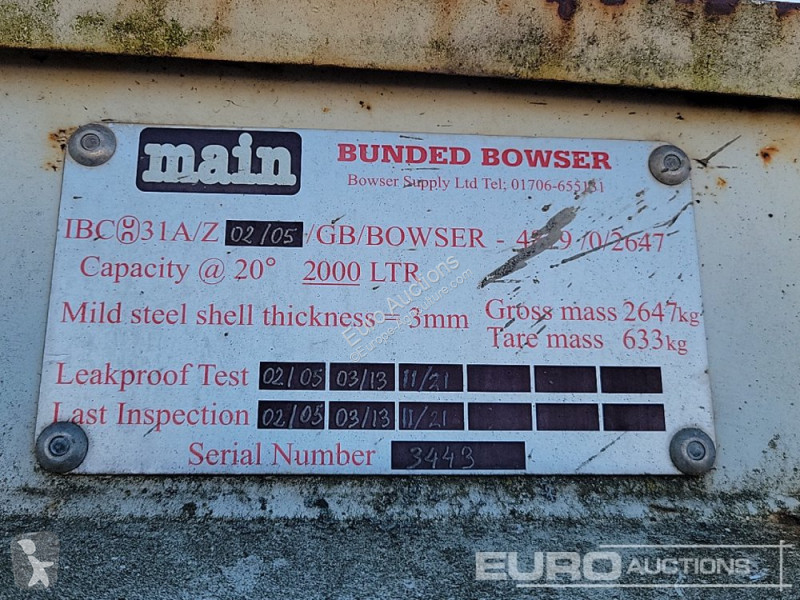 main
BUNDED BOWSER
Bowser Supply Ltd Tel; 01706-655131
IBC 31A/Z 02/05 /GB/BOWSER - /0/2647
Capacity @ 20° 2000 LTR
Mild steel shell thickness = 3mm
Gross mass 2647kg
Tare mass 633kg
Leakproof Test 02/05 03/13 11/21
Last Inspection 02/05 03/13 11/21
Serial Number 3443
Euro Auctions
EURO AUCTIONS